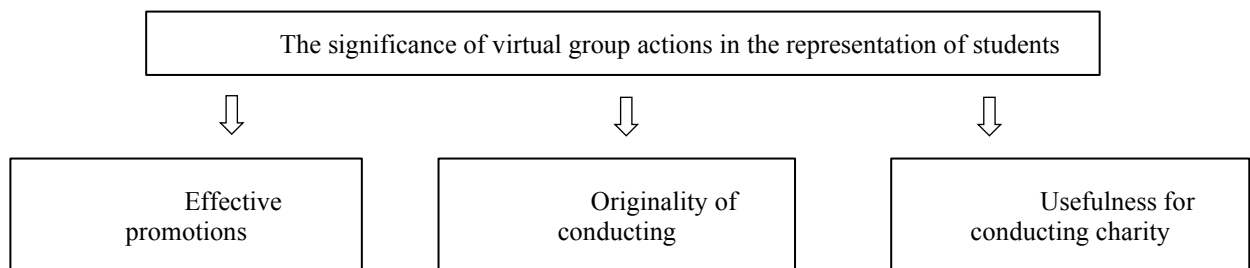 The significance of virtual group actions in the representation of students
Effective
promotions
Originality of
conducting
Usefulness for
conducting charity